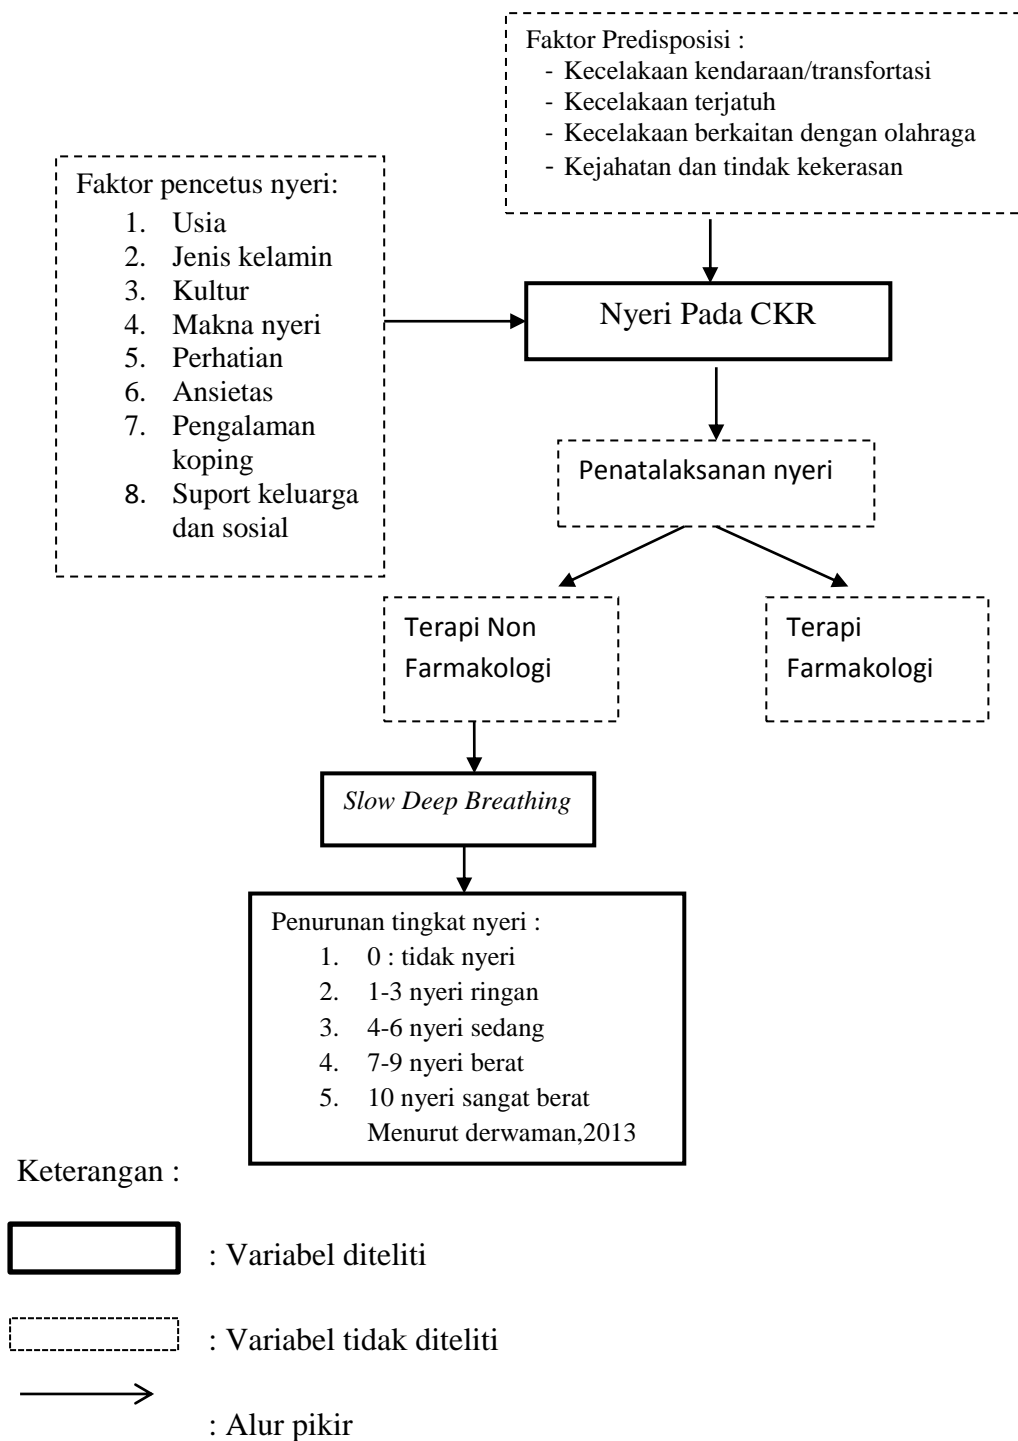 Faktor Predisposisi :
- Kecelakaan kendaraan/transfortasi
- Kecelakaan terjatuh
- Kecelakaan berkaitan dengan olahraga
- Kejahatan dan tindak kekerasan
Faktor pencetus nyeri:
1. Usia
2. Jenis kelamin
3. Kultur
4. Makna nyeri
5. Perhatian
6. Ansietas
7. Pengalaman
koping
8. Suport keluarga
dan sosial
Nyeri Pada CKR
Penatalaksanan nyeri
Terapi Non
Farmakologi
Terapi
Farmakologi
Slow Deep Breathing
Penurunan tingkat nyeri :
1. 0 : tidak nyeri
2. 1-3 nyeri ringan
3. 4-6 nyeri sedang
4. 7-9 nyeri berat
5. 10 nyeri sangat berat
Menurut derwaman,2013
Keterangan :
: Variabel diteliti
: Variabel tidak diteliti
: Alur pikir